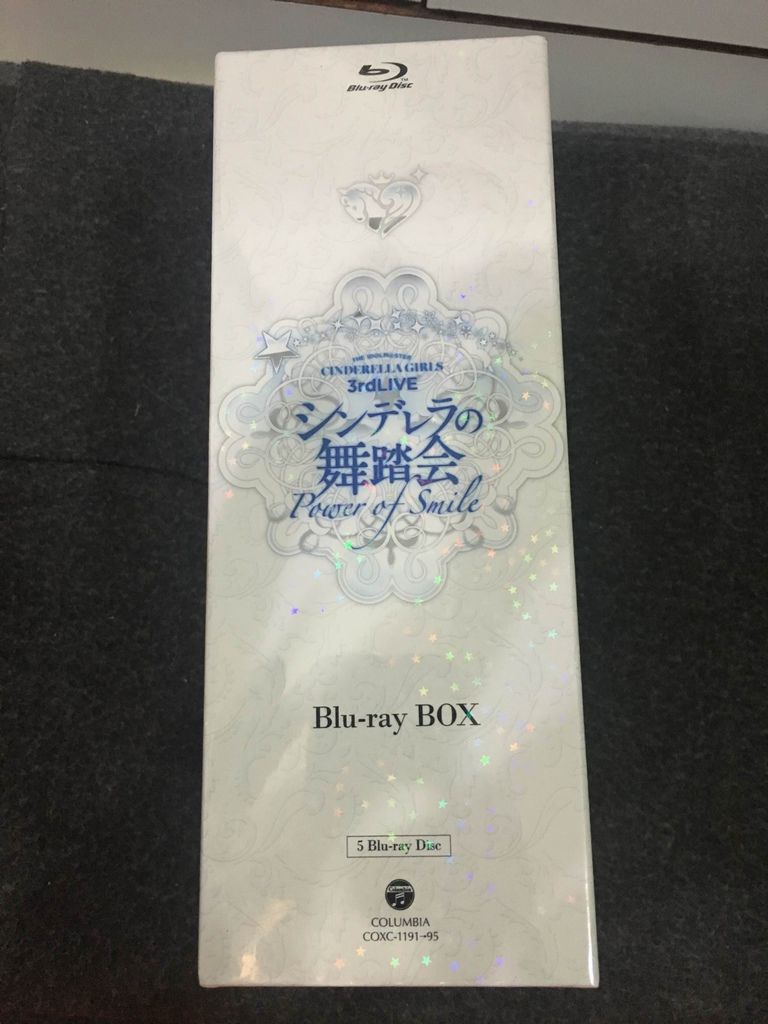 Blu-ray Disc
TM
THE IDOLM@STER
CINDERELLA GIRLS
3rdLIVE
シンデレラの
舞踏会
Power of Smile
Blu-ray BOX
5 Blu-ray Disc
COLUMBIA
COXC-1191→95